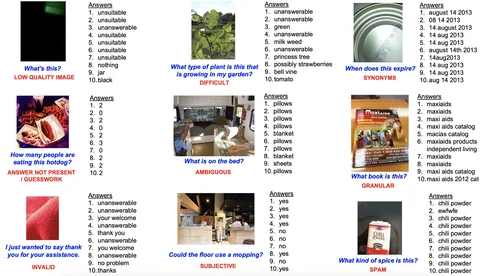 Answers
1. unsuitable
2. unsuitable
3. unanswerable
4. unsuitable
5. unsuitable
6. unsuitable
7. unsuitable
8. nothing
9. jar
10. black
What's this?
LOW QUALITY IMAGE
Answers
1. unanswerable
2. unanswerable
3. green
4. unanswerable
5. milk weed
6. unanswerable
7. princess tree
8. possibly strawberries
9. bell vine
10. tomato
What type of plant is this that
is growing in my garden?
DIFFICULT
Answers
1. august 14 2013
2. 08 14 2013
3. 14 august 2013
4. 14 aug 2013
5. 14 aug 2013
6. august 14th 2013
7. 14aug2013
8. 14 aug 2013
9. 14 aug 2013
10. aug 14 2013
When does this expire?
SYNONYMS
Answers
1. 2
2. 0
3. 2
4. 0
5. 2
6. 3
7. 0
8. 2
9. 2
10. 2
How many people are
eating this hotdog?
ANSWER NOT PRESENT
/ GUESSWORK
Answers
1. pillows
2. pillows
3. pillows
4. pillows
5. blanket
6. pillows
7. pillows
8. blanket
9. sheets
10. pillows
What is on the bed?
AMBIGUOUS
Answers
1. maxiaids
2. maxiaids
3. maxi aids
4. maxi aids catalog
5. macias catalog
6. maxiaids products
independent living
7. maxiaids
8. maxiaids
9. maxi aids catalog
10. maxi aids 2012 cat
Maxi
What book is this?
GRANULAR
Answers
1. unanswerable
2. unanswerable
3. your welcome
4. unanswerable
5. thank you
6. unanswerable
7. you welcome
8. unanswerable
9. no problem
10. thanks
I just wanted to say thank
you for your assistance.
INVALID
Answers
1. yes
2. yes
3. yes
4. yes
5. no
6. no
7. no
8. yes
9. no
10. yes
Could the floor use a mopping?
SUBJECTIVE
Answers
1. chili powder
2. ewfwfe
3. chili powder
4. chili powder
5. chili powder
6. chili powder
7. chili powder
8. chili powder
9. chili powder
10. chili powder
CHILI
POWDER
What kind of spice is this?
SPAM